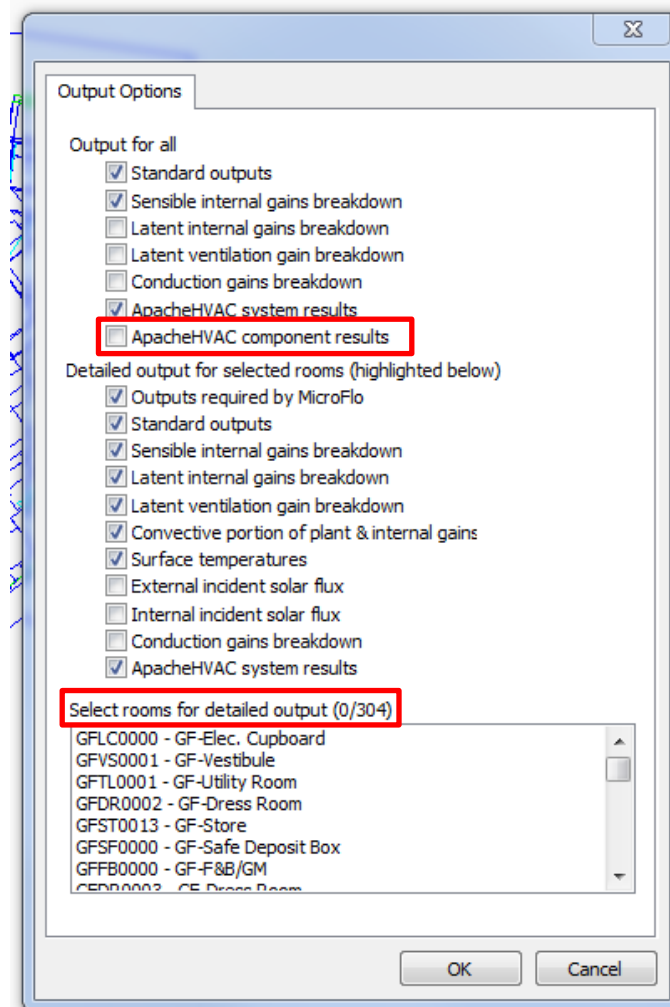 Output Options
Output for all
Standard outputs
Sensible internal gains breakdown
Latent internal gains breakdown
Latent ventilation gain breakdown
Conduction gains breakdown
ApacheHVAC system results
ApacheHVAC component results
Detailed output for selected rooms (highlighted below)
Outputs required by MicroFlo
Standard outputs
Sensible internal gains breakdown
Latent internal gains breakdown
Latent ventilation gain breakdown
Convective portion of plant & internal gains
Surface temperatures
External incident solar flux
Internal incident solar flux
Conduction gains breakdown
ApacheHVAC system results
Select rooms for detailed output (0/304)
GFLC0000 - GF-Elec. Cupboard
GFVS0001 - GF-Vestibule
GFTL0001 - GF-Utility Room
GFDR0002 - GF-Dress Room
GFST0013 - GF-Store
GFSF0000 - GF-Safe Deposit Box
GFFB0000 - GF-F&B/GM
GFDR0003 - GF-Dress Room
OK Cancel